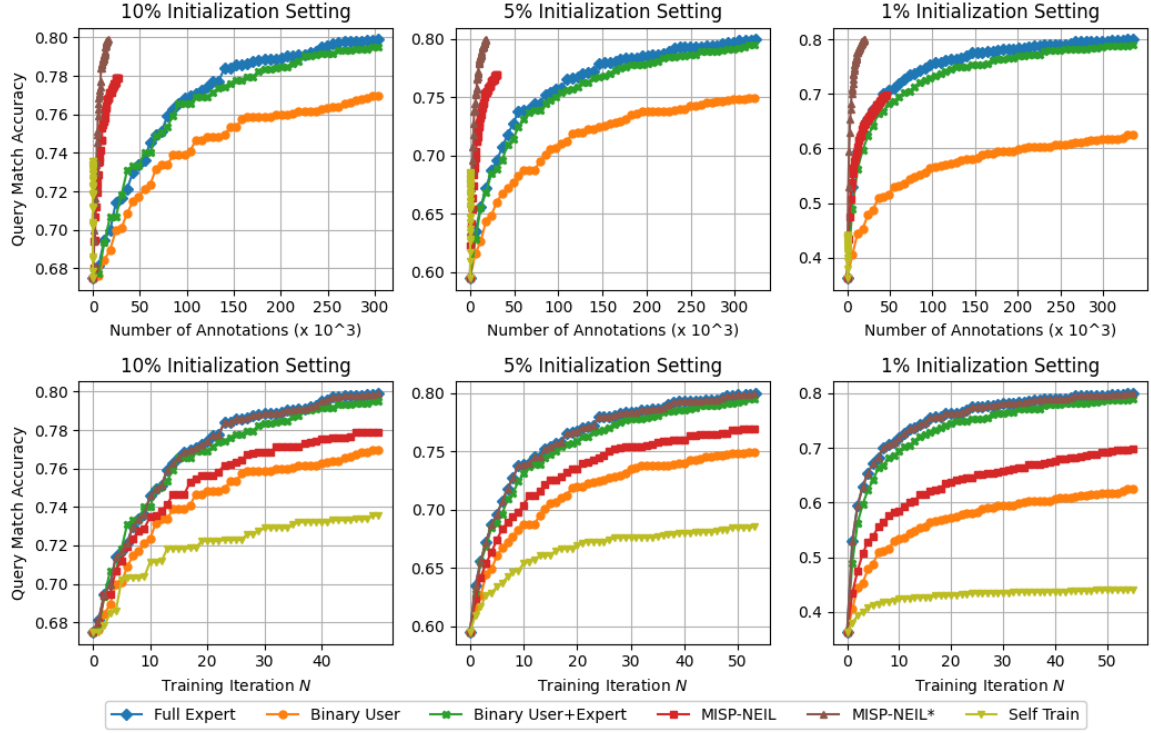 10% Initialization Setting
5% Initialization Setting
1% Initialization Setting
Query Match Accuracy
0.80
0.78
0.76
0.74
0.72
0.70
0.68
0 50 100 150 200 250 300
Number of Annotations (x 10^3)
0.80
0.75
0.70
0.65
0.60
0 50 100 150 200 250 300
Number of Annotations (x 10^3)
0.8
0.7
0.6
0.5
0.4
0 100 200 300
Number of Annotations (x 10^3)
10% Initialization Setting
5% Initialization Setting
1% Initialization Setting
Query Match Accuracy
0.80
0.78
0.76
0.74
0.72
0.70
0.68
0 10 20 30 40
Training Iteration N
0.80
0.75
0.70
0.65
0.60
0 10 20 30 40 50
Training Iteration N
0.8
0.7
0.6
0.5
0.4
0 10 20 30 40 50
Training Iteration N
Full Expert Binary User Binary User+Expert MISP-NEIL MISP-NEIL* Self Train